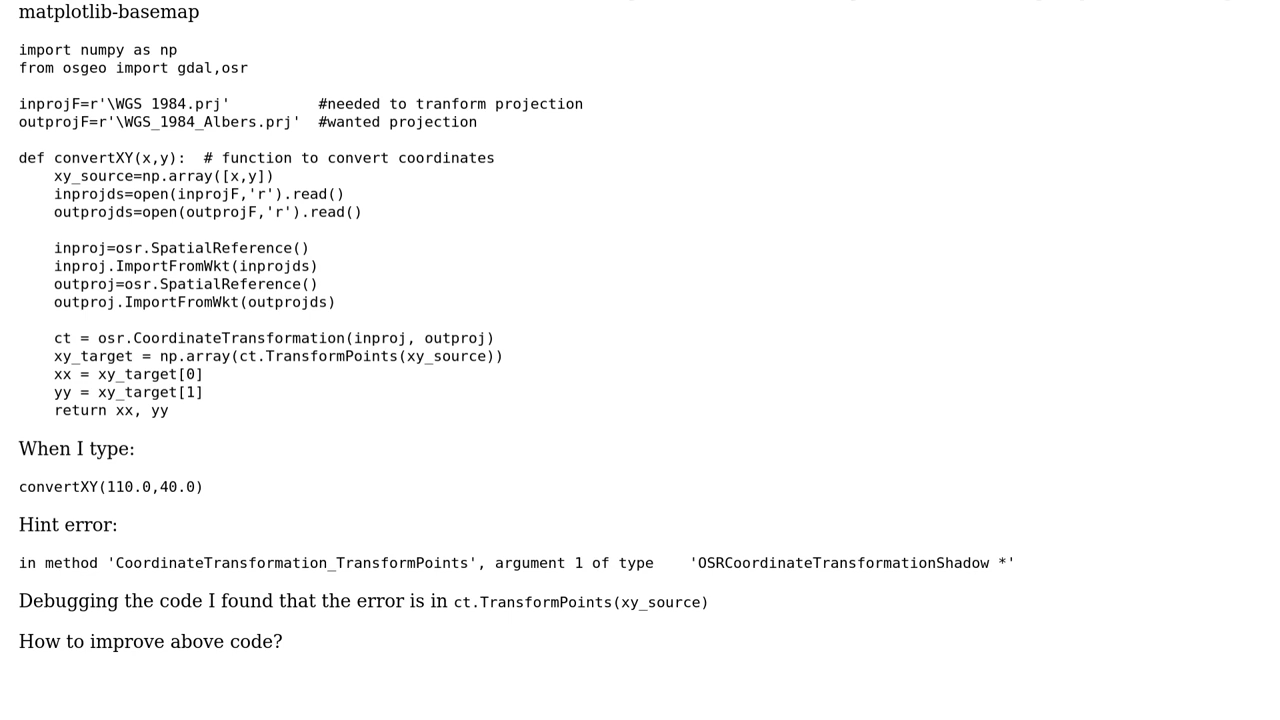 matplotlib-basemap
import numpy as np
from osgeo import gdal,osr
inprojF=r'\WGS 1984.prj'          #needed to tranform projection
outprojF=r'\WGS_1984_Albers.prj'  #wanted projection
def convertXY(x,y):  # function to convert coordinates
    xy_source=np.array([x,y])
    inprojds=open(inprojF,'r').read()
    outprojds=open(outprojF,'r').read()
    inproj=osr.SpatialReference()
    inproj.ImportFromWkt(inprojds)
    outproj=osr.SpatialReference()
    outproj.ImportFromWkt(outprojds)
    ct = osr.CoordinateTransformation(inproj, outproj)
    xy_target = np.array(ct.TransformPoints(xy_source))
    xx = xy_target[0]
    yy = xy_target[1]
    return xx, yy
When I type:
convertXY(110.0,40.0)
Hint error:
in method 'CoordinateTransformation_TransformPoints', argument 1 of type    'OSRCoordinateTransformationShadow *'
Debugging the code I found that the error is in ct.TransformPoints(xy_source)
How to improve above code?